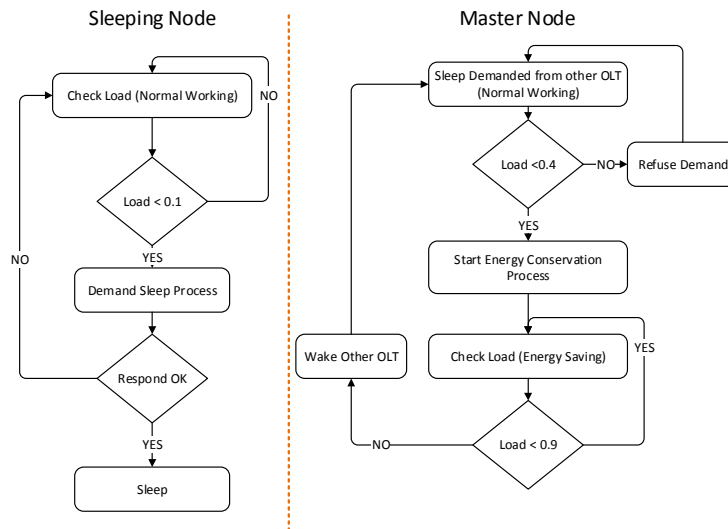 Sleeping Node
Check Load (Normal Working)
NO
Load < 0.1
YES
NO
Demand Sleep Process
Respond OK
YES
Sleep
Master Node
Sleep Demanded from other OLT
(Normal Working)
Load <0.4
NO
Refuse Demand
YES
Start Energy Conservation
Process
Wake Other OLT
Check Load (Energy Saving)
YES
NO
Load < 0.9